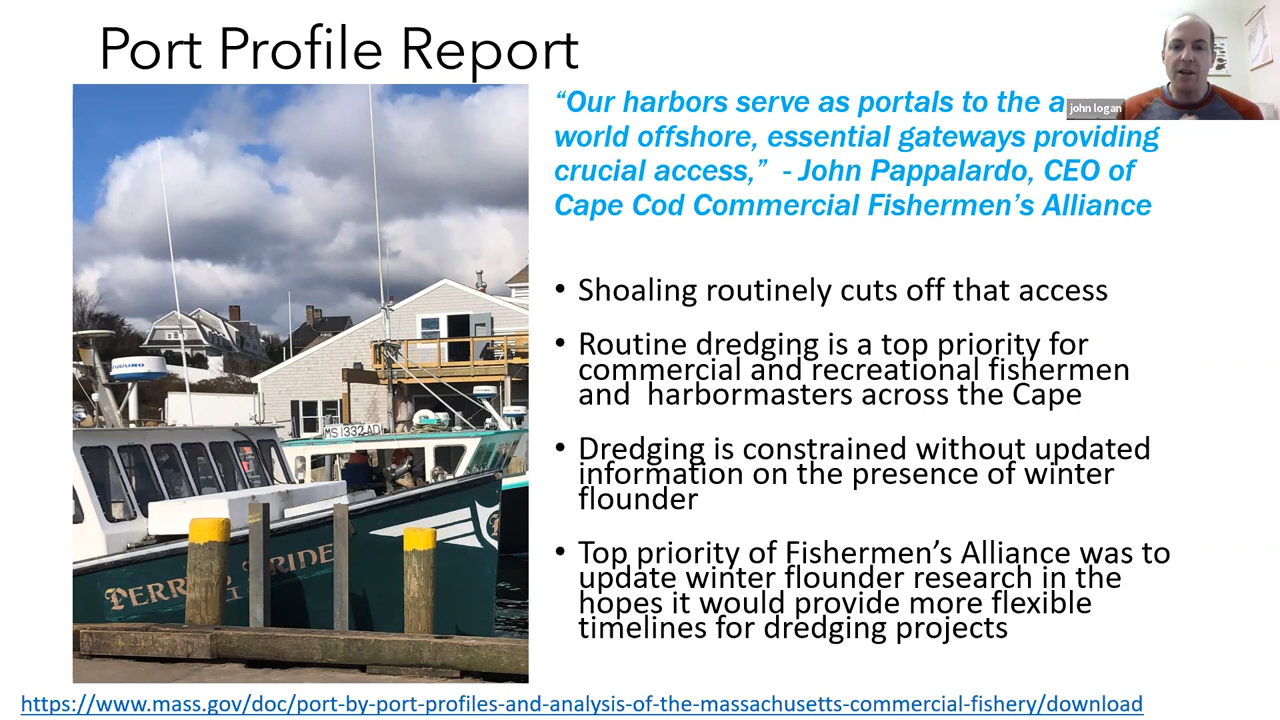 Port Profile Report
“Our harbors serve as portals to the
john logan
world offshore, essential gateways providing
crucial access,” - John Pappalardo, CEO of
Cape Cod Commercial Fishermen’s Alliance
• Shoaling routinely cuts off that access
• Routine dredging is a top priority for
commercial and recreational fishermen
and harbormasters across the Cape
• Dredging is constrained without updated
information on the presence of winter
flounder
• Top priority of Fishermen’s Alliance was to
update winter flounder research in the
hopes it would provide more flexible
timelines for dredging projects
FURUNO
MS 1332 AD
https://www.mass.gov/doc/port-by-port-profiles-and-analysis-of-the-massachusetts-commercial-fishery/download